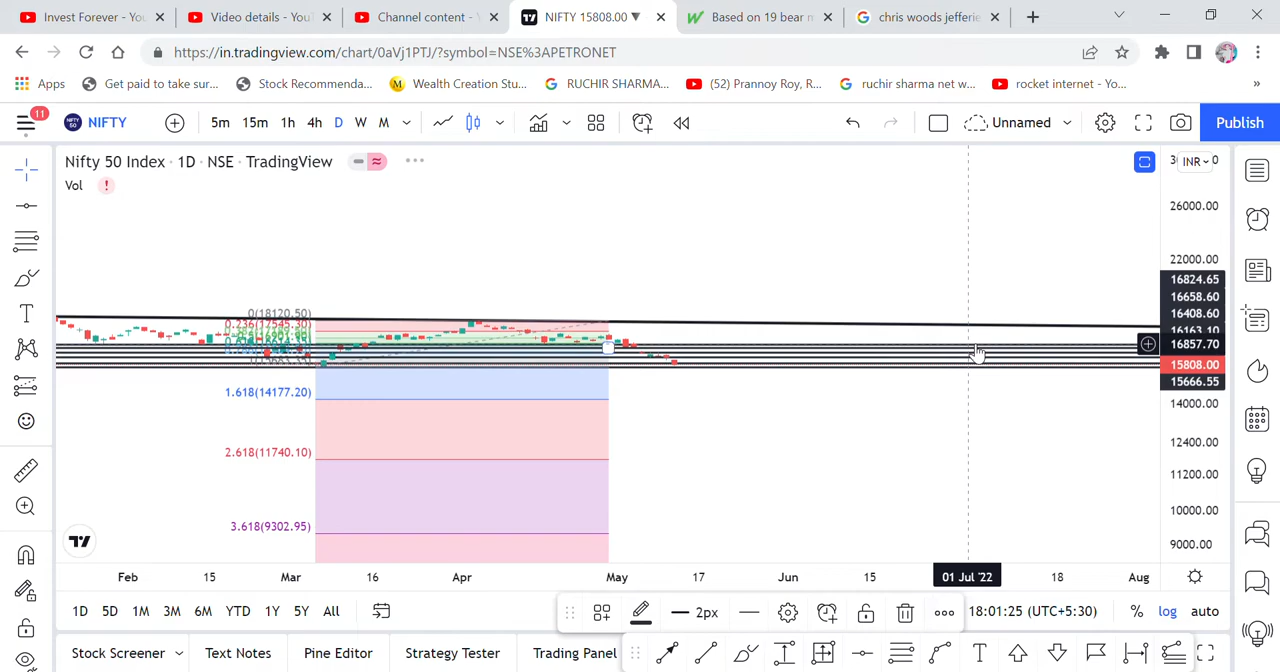 Invest Forever - You
Video details - YouT
Channel content - Y
NIFTY 15808.00 ▼
Based on 19 bear m
chris woods jefferie
https://in.tradingview.com/chart/0aVj1PTJ/?symbol=NSE%3APETRONET
Apps
Get paid to take sur...
Stock Recommenda...
Wealth Creation Stu...
RUCHIR SHARMA...
(52) Prannoy Roy, R...
ruchir sharma net w...
rocket internet - Yo...
»
11
NIFTY
5m 15m 1h 4h D W M
Unnamed
Publish
Nifty 50 Index · 1D · NSE · TradingView
INR
Vol !
26000.00
22000.00
16824.65
16658.60
16408.60
16163.10
16857.70
15808.00
15666.55
14000.00
12400.00
11200.00
10000.00
9000.00
0(18120.50)
0.236(17545.30)
1.618(14177.20)
2.618(11740.10)
3.618(9302.95)
Feb 15 Mar 16 Apr May 17 Jun 15 01 Jul '22 18 Aug
1D 5D 1M 3M 6M YTD 1Y 5Y All
2px
18:01:25 (UTC+5:30)
% log auto
Stock Screener
Text Notes
Pine Editor
Strategy Tester
Trading Panel